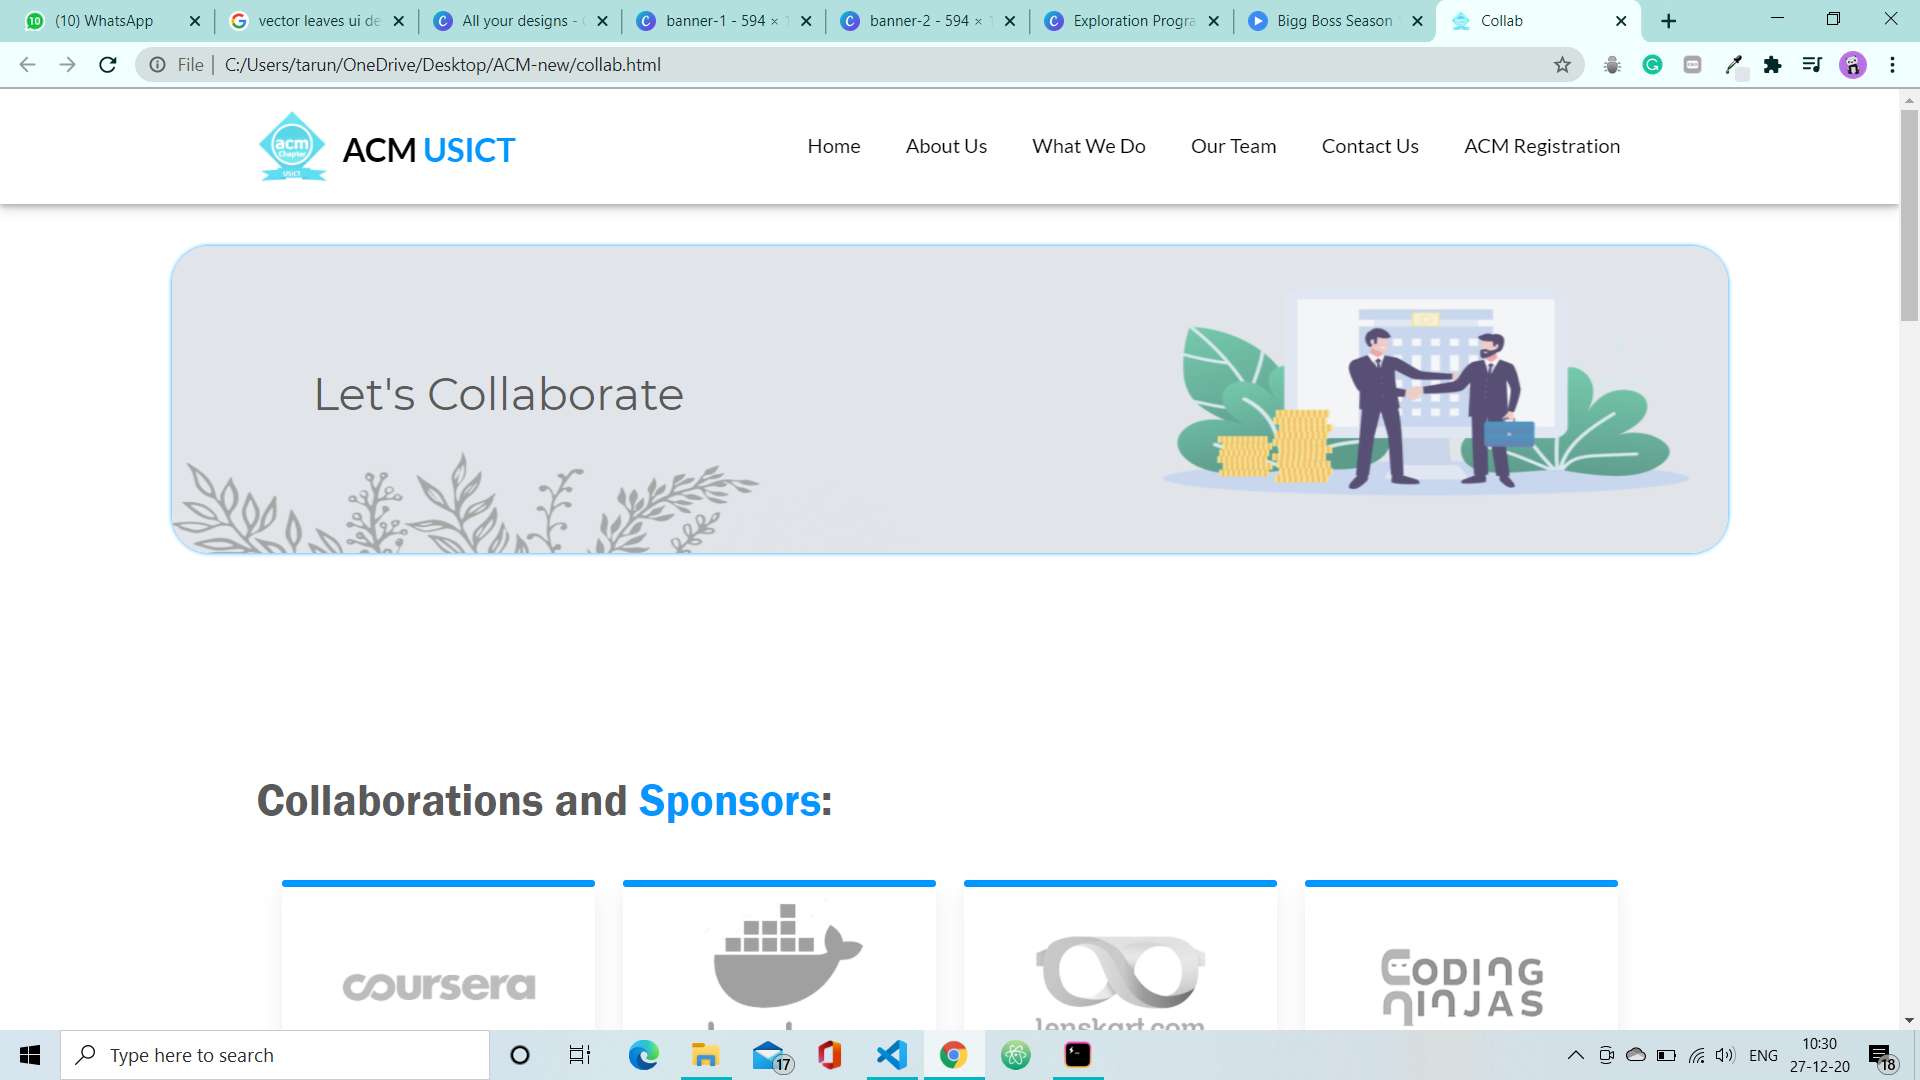 (10) WhatsApp
vector leaves ui de
All your designs -
banner-1 - 594 ×
banner-2 - 594 ×
Exploration Progra
Bigg Boss Season
Collab
File
C:/Users/tarun/OneDrive/Desktop/ACM-new/collab.html
acm
Chapter
USICT
ACM USICT
Home
About Us
What We Do
Our Team
Contact Us
ACM Registration
Let's Collaborate
Collaborations and Sponsors:
coursera
lenskart.com
CODING
NINJAS
Type here to search
17
ENG
10:30
27-12-20
18